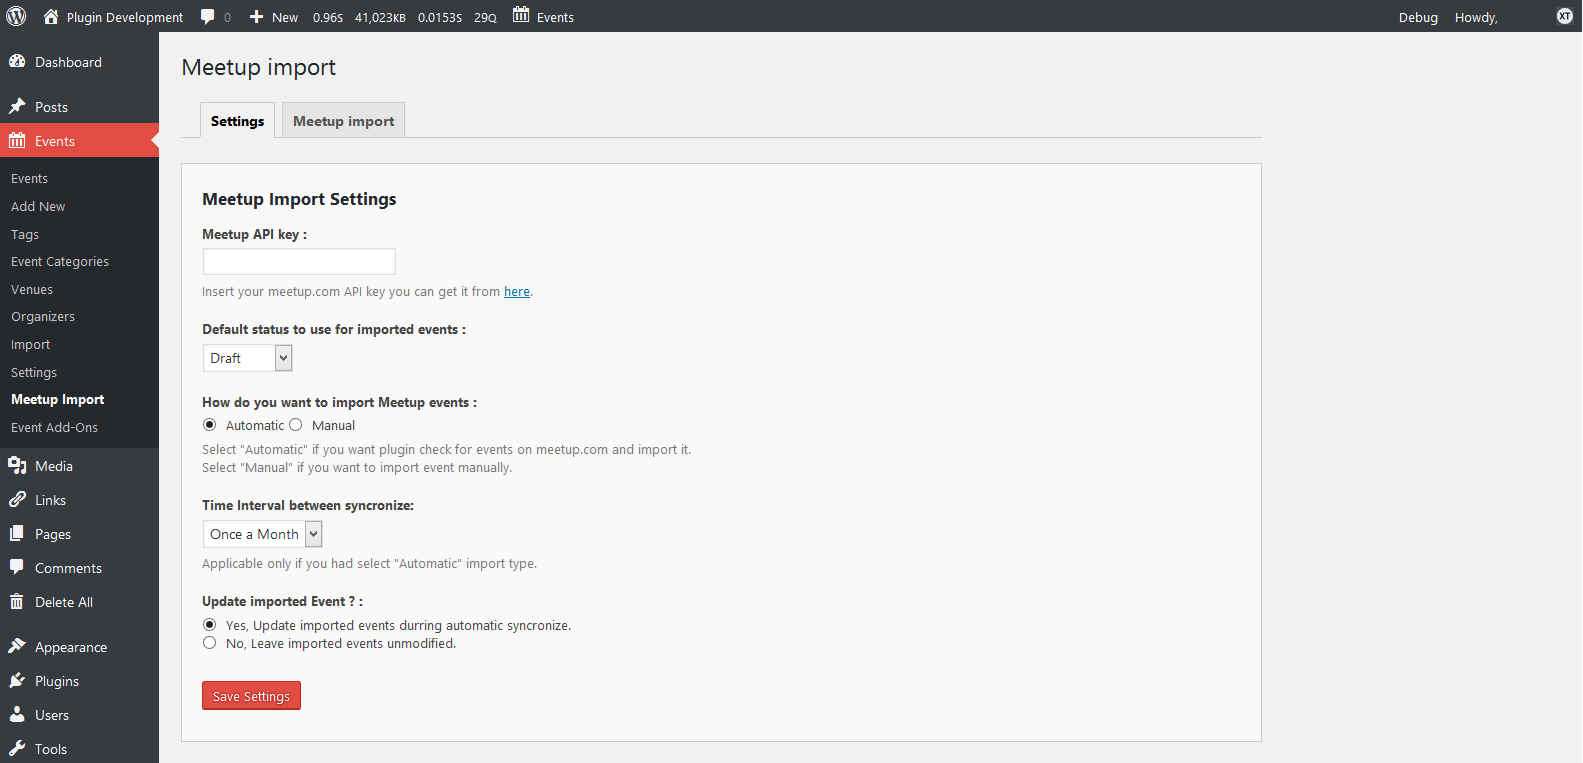 Plugin Development 0 New 0.96s 41,023KB 0.0153s 29Q Events Debug Howdy, XT
Dashboard
Posts
Events
Events
Add New
Tags
Event Categories
Venues
Organizers
Import
Settings
Meetup Import
Event Add-Ons
Media
Links
Pages
Comments
Delete All
Appearance
Plugins
Users
Tools
Meetup import
Settings Meetup import
Meetup Import Settings
Meetup API key :
Insert your meetup.com API key you can get it from here.
Default status to use for imported events :
Draft
How do you want to import Meetup events :
Automatic Manual
Select "Automatic" if you want plugin check for events on meetup.com and import it.
Select "Manual" if you want to import event manually.
Time Interval between syncronize:
Once a Month
Applicable only if you had select "Automatic" import type.
Update imported Event ? :
Yes, Update imported events durring automatic syncronize.
No, Leave imported events unmodified.
Save Settings